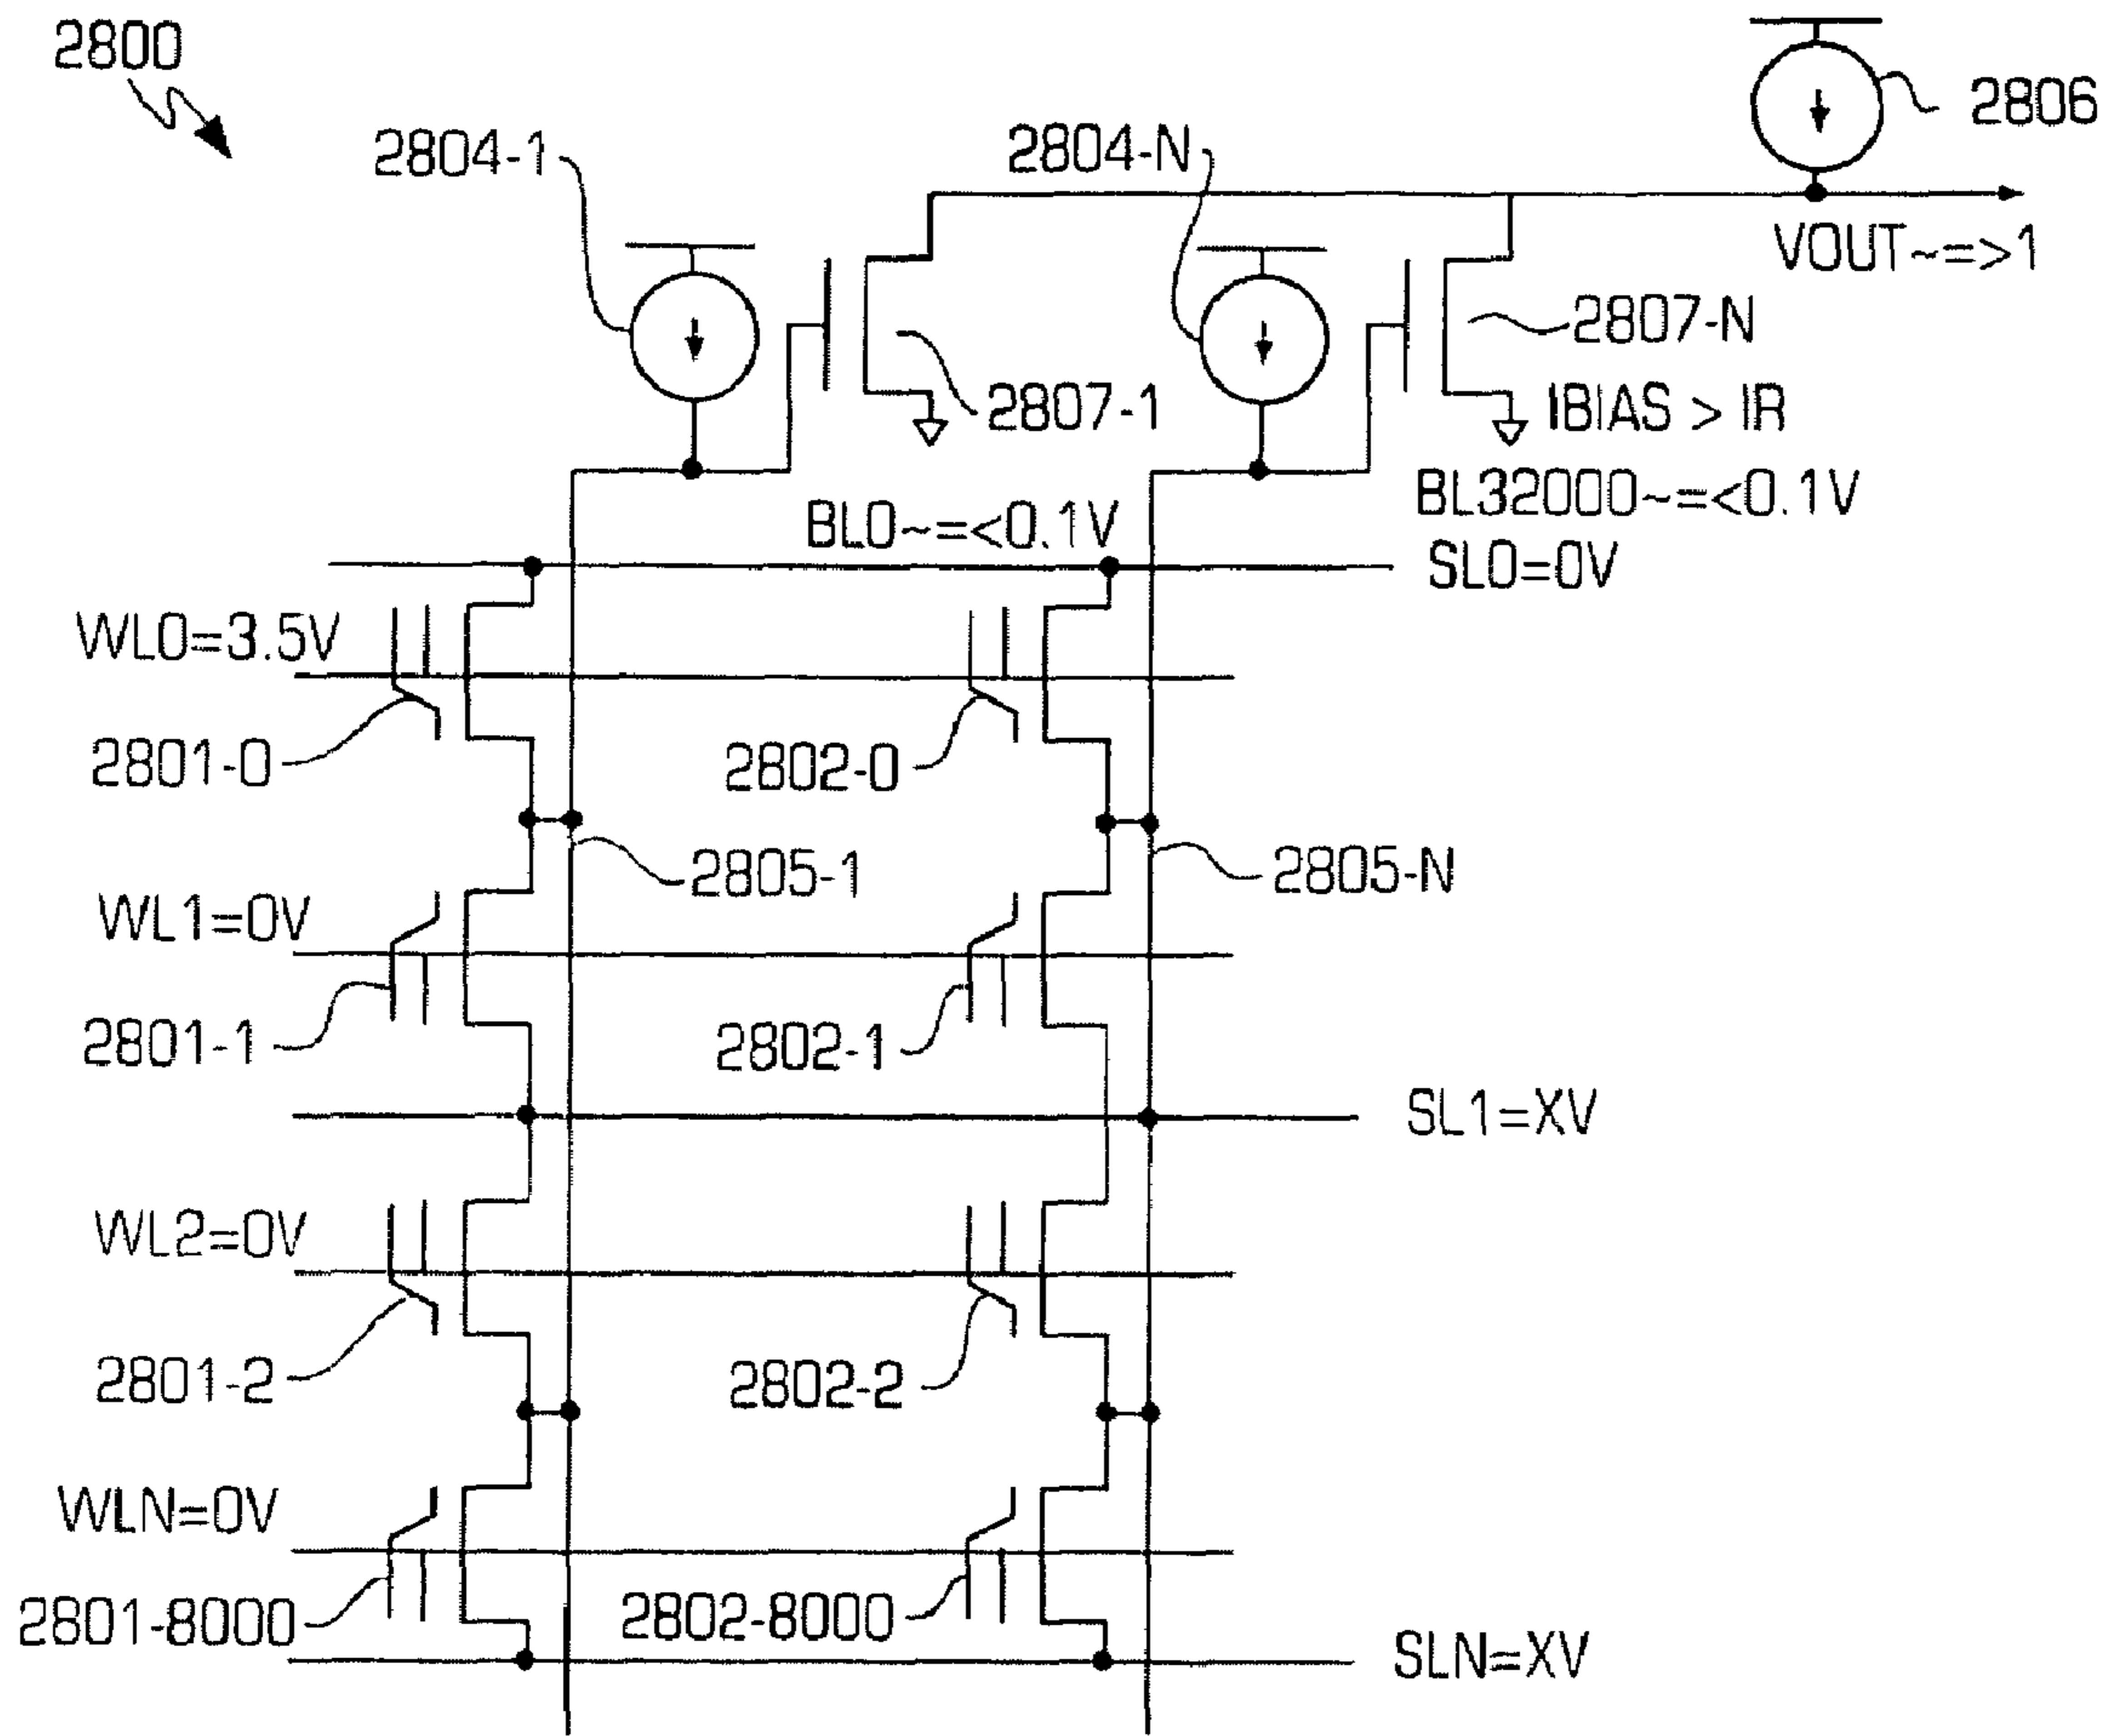 2800
2806
2804-1
2804-N
VOUT~=>1
2807-N
2807-1
IBIAS > IR
BL32000~=<0.1V
BL0~=<0.1V
SL0=0V
WL0=3.5V
2801-0
2802-0
2805-1
2805-N
WL1=0V
2801-1
2802-1
SL1=XV
WL2=0V
2801-2
2802-2
WLN=0V
2801-8000
2802-8000
SLN=XV